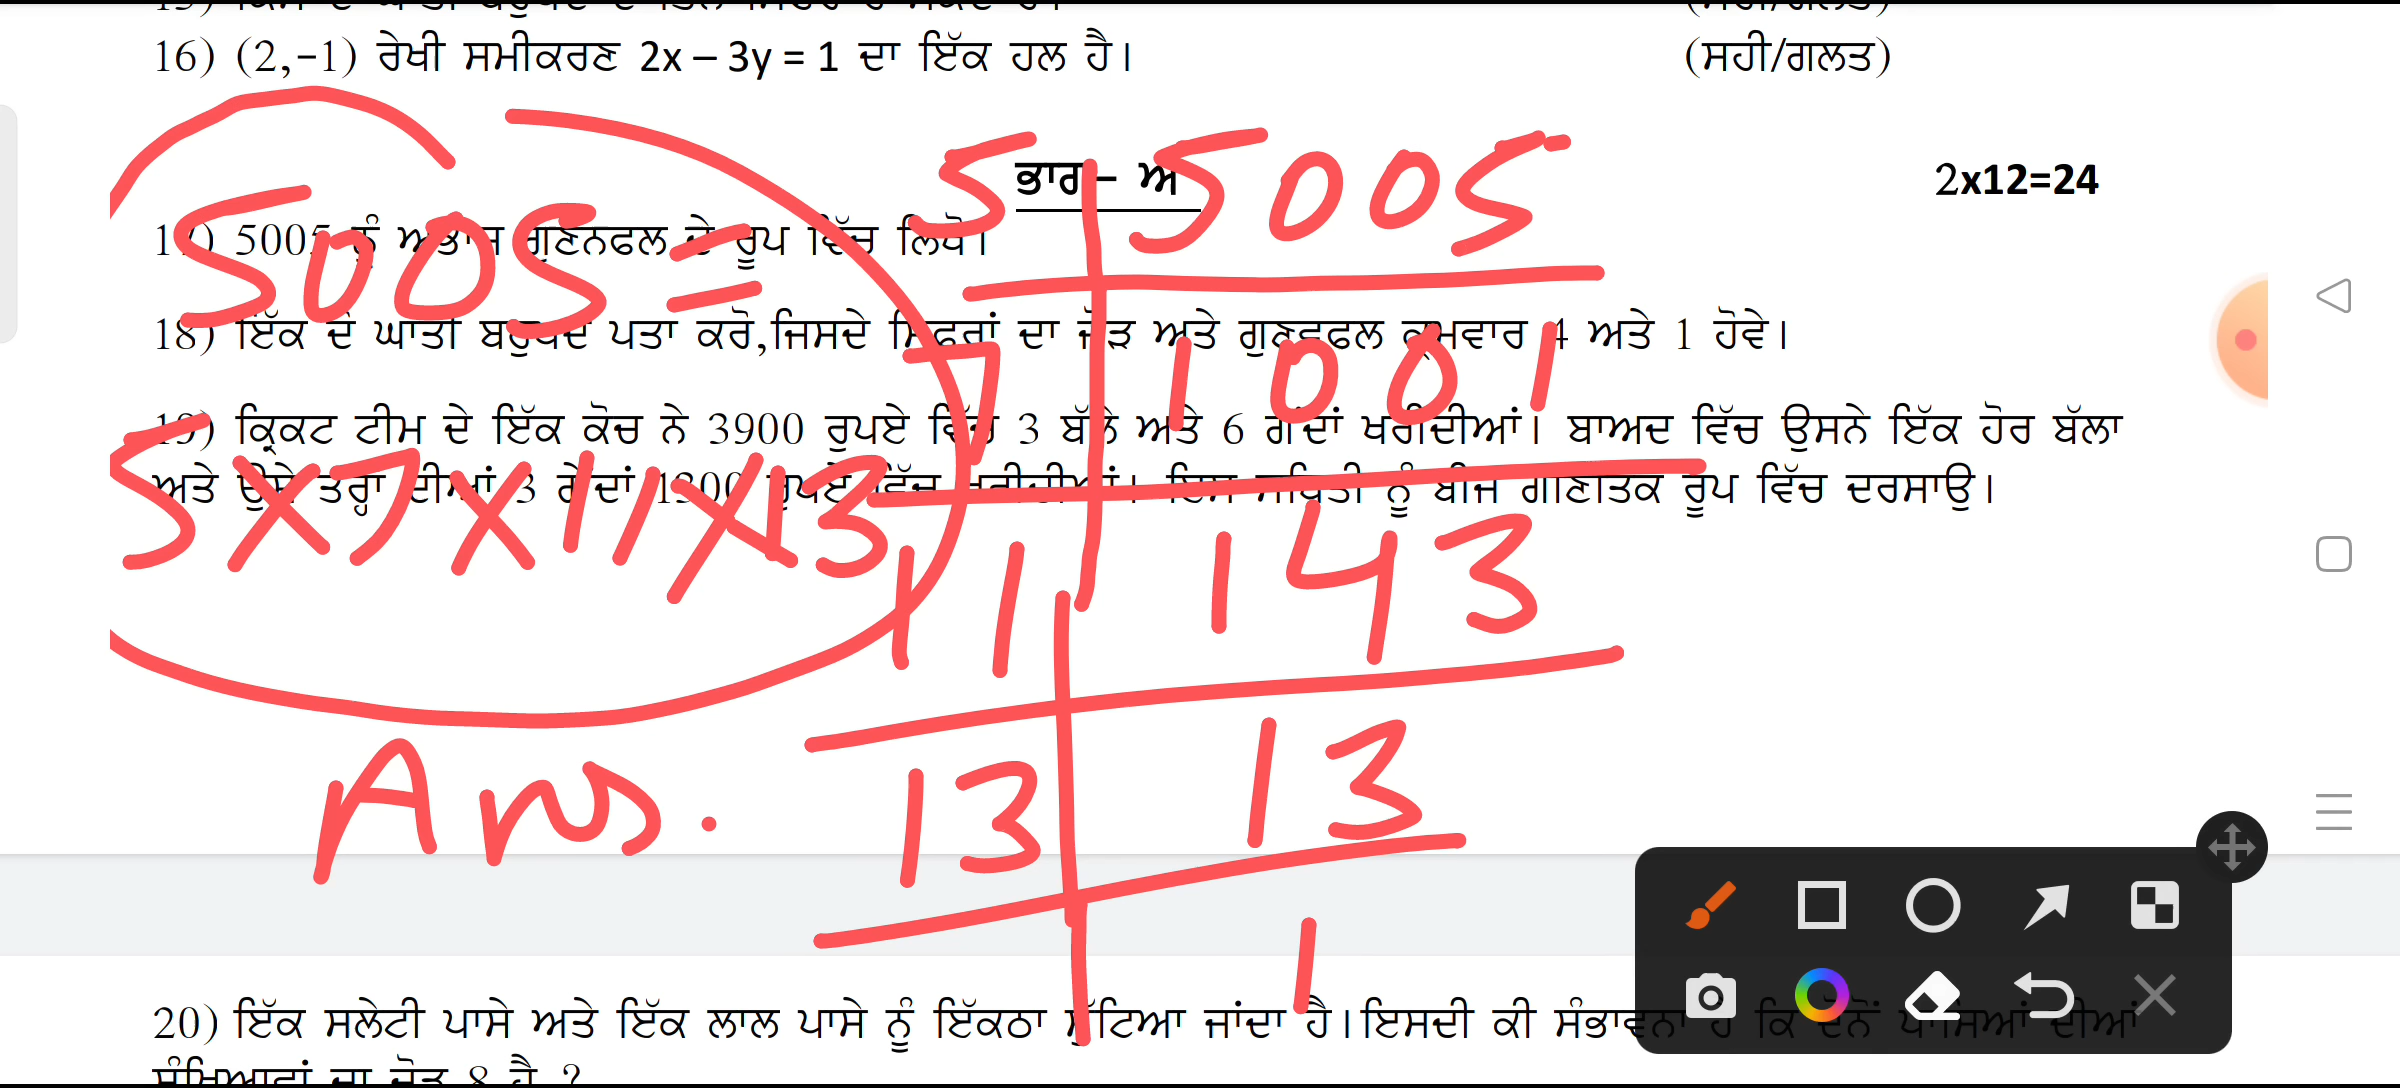 16) (2,-1) ਰੇਖੀ ਸਮੀਕਰਣ 2x – 3y = 1 ਦਾ ਇੱਕ ਹਲ ਹੈ। (ਸਹੀ/ਗਲਤ)
ਭਾਗ – ਅ 2x12=24
17) 5005 ਨੂੰ ਅਭਾਜ ਗੁਣਨਫਲ ਦੇ ਰੂਪ ਵਿੱਚ ਲਿਖੋ।
18) ਇੱਕ ਦੋ ਘਾਤੀ ਬਹੁਪਦ ਪਤਾ ਕਰੋ,ਜਿਸਦੇ ਸਿਫਰਾਂ ਦਾ ਜੋੜ ਅਤੇ ਗੁਣਨਫਲ ਕ੍ਰਮਵਾਰ 4 ਅਤੇ 1 ਹੋਵੇ।
19) ਕ੍ਰਿਕਟ ਟੀਮ ਦੇ ਇੱਕ ਕੋਚ ਨੇ 3900 ਰੁਪਏ ਵਿੱਚ 3 ਬੱਲੇ ਅਤੇ 6 ਗੇਂਦਾਂ ਖਰੀਦੀਆਂ। ਬਾਅਦ ਵਿੱਚ ਉਸਨੇ ਇੱਕ ਹੋਰ ਬੱਲਾ
ਅਤੇ ਉਸੇ ਤਰ੍ਹਾਂ ਦੀਆਂ 3 ਗੇਂਦਾਂ 1300 ਰੁਪਏ ਵਿੱਚ ਖਰੀਦੀਆਂ। ਇਸ ਸਥਿਤੀ ਨੂੰ ਬੀਜ ਗਣਿਤਿਕ ਰੂਪ ਵਿੱਚ ਦਰਸਾਉ।
20) ਇੱਕ ਸਲੇਟੀ ਪਾਸੇ ਅਤੇ ਇੱਕ ਲਾਲ ਪਾਸੇ ਨੂੰ ਇੱਕਠਾ ਸੁੱਟਿਆ ਜਾਂਦਾ ਹੈ। ਇਸਦੀ ਕੀ ਸੰਭਾਵਨਾ ਹੈ ਕਿ ਦੋਨੋਂ ਪਾਸਿਆਂ ਦੀਆਂ
ਸੰਖਿਆਵਾਂ ਦਾ ਜੋੜ 8 ਹੈ ?
5005 =
5X7X11X13
Ans.
5 5005
7 1001
11 143
13 13
1